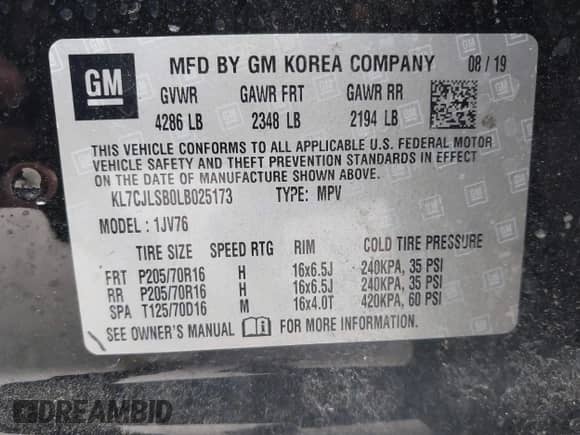 GM MFD BY GM KOREA COMPANY 08/19
GVWR GAWR FRT GAWR RR
4286 LB 2348 LB 2194 LB
THIS VEHICLE CONFORMS TO ALL APPLICABLE U.S. FEDERAL MOTOR
VEHICLE SAFETY AND THEFT PREVENTION STANDARDS IN EFFECT
ON THE DATE OF MANUFACTURE SHOWN ABOVE.
KL7CJLSB0LB025173 TYPE: MPV
MODEL: 1JV76
TIRE SIZE SPEED RTG RIM COLD TIRE PRESSURE
FRT P205/70R16 H 16x6.5J 240KPA, 35 PSI
RR P205/70R16 H 16x6.5J 240KPA, 35 PSI
SPA T125/70D16 M 16x4.0T 420KPA, 60 PSI
SEE OWNER'S MANUAL i FOR MORE INFORMATION.
DREAMBID